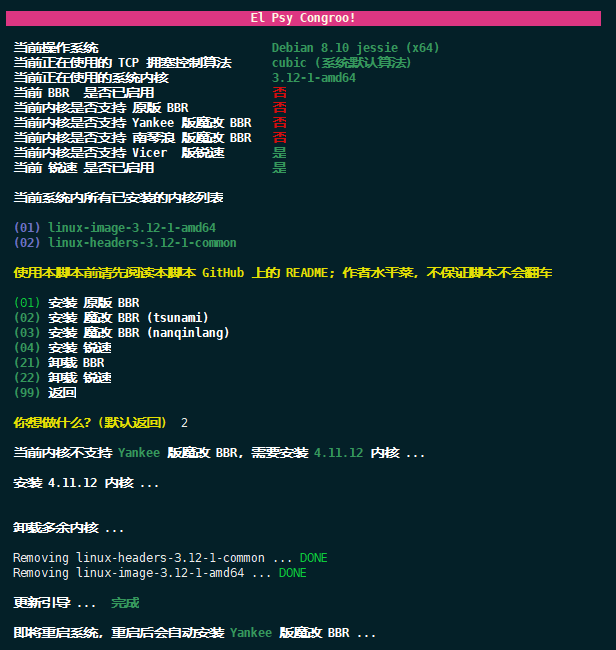 El Psy Congroo!
当前操作系统 Debian 8.10 jessie (x64)
当前正在使用的 TCP 拥塞控制算法 cubic (系统默认算法)
当前正在使用的系统内核 3.12-1-amd64
当前 BBR 是否已启用 否
当前内核是否支持 原版 BBR 否
当前内核是否支持 Yankee 版魔改 BBR 否
当前内核是否支持 南琴浪 版魔改 BBR 否
当前内核是否支持 Vicer 版锐速 是
当前 锐速 是否已启用 是
当前系统内所有已安装的内核列表
(01) linux-image-3.12-1-amd64
(02) linux-headers-3.12-1-common
使用本脚本前请先阅读本脚本 GitHub 上的 README; 作者水平菜, 不保证脚本不会翻车
(01) 安装 原版 BBR
(02) 安装 魔改 BBR (tsunami)
(03) 安装 魔改 BBR (nanqinlang)
(04) 安装 锐速
(21) 卸载 BBR
(22) 卸载 锐速
(99) 返回
你想做什么? (默认返回) 2
当前内核不支持 Yankee 版魔改 BBR, 需要安装 4.11.12 内核 ...
安装 4.11.12 内核 ...
卸载多余内核 ...
Removing linux-headers-3.12-1-common ... DONE
Removing linux-image-3.12-1-amd64 ... DONE
更新引导 ... 完成
即将重启系统, 重启后会自动安装 Yankee 版魔改 BBR ...